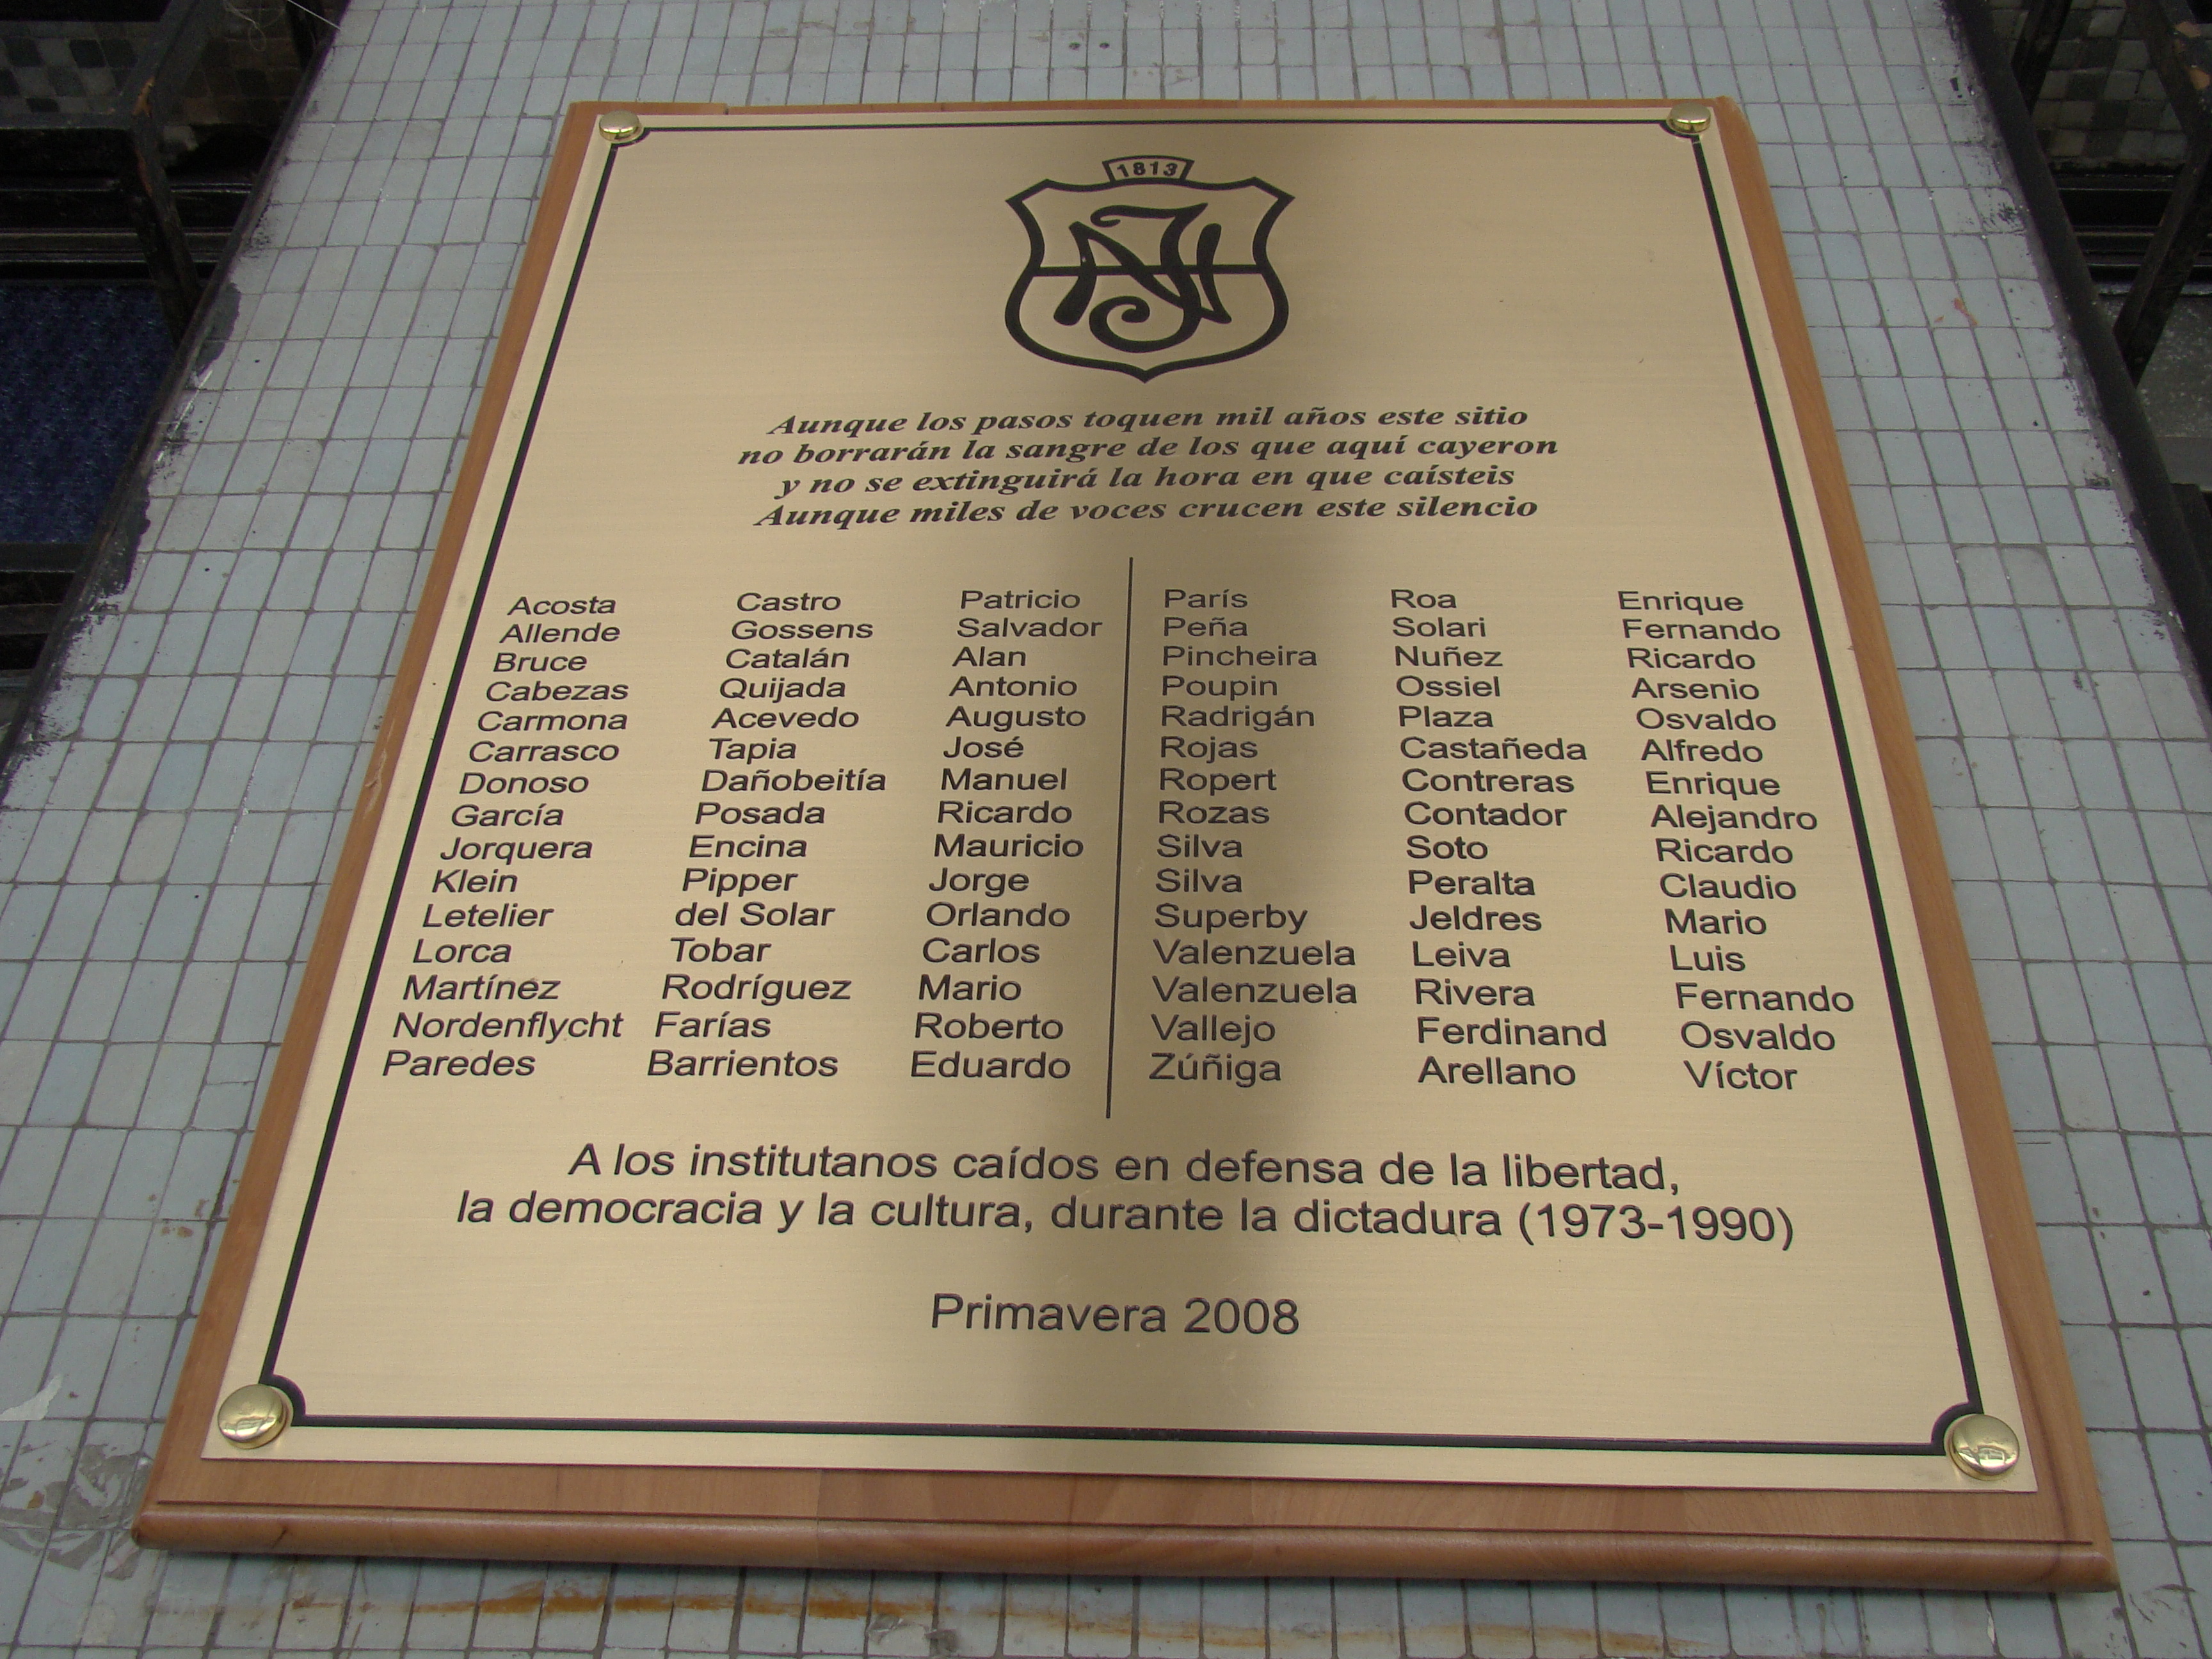 1813
Aunque los pasos toquen mil años este sitio
no borrarán la sangre de los que aquí cayeron
y no se extinguirá la hora en que caísteis
Aunque miles de voces crucen este silencio
Acosta Castro Patricio
Allende Gossens Salvador
Bruce Catalán Alan
Cabezas Quijada Antonio
Carmona Acevedo Augusto
Carrasco Tapia José
Donoso Dañobeitía Manuel
García Posada Ricardo
Jorquera Encina Mauricio
Klein Pipper Jorge
Letelier del Solar Orlando
Lorca Tobar Carlos
Martínez Rodríguez Mario
Nordenflycht Farías Roberto
Paredes Barrientos Eduardo
París Roa Enrique
Peña Solari Fernando
Pincheira Nuñez Ricardo
Poupin Ossiel Arsenio
Radrigán Plaza Osvaldo
Rojas Castañeda Alfredo
Ropert Contreras Enrique
Rozas Contador Alejandro
Silva Soto Ricardo
Silva Peralta Claudio
Superby Jeldres Mario
Valenzuela Leiva Luis
Valenzuela Rivera Fernando
Vallejo Ferdinand Osvaldo
Zúñiga Arellano Víctor
A los institutanos caídos en defensa de la libertad,
la democracia y la cultura, durante la dictadura (1973-1990)
Primavera 2008